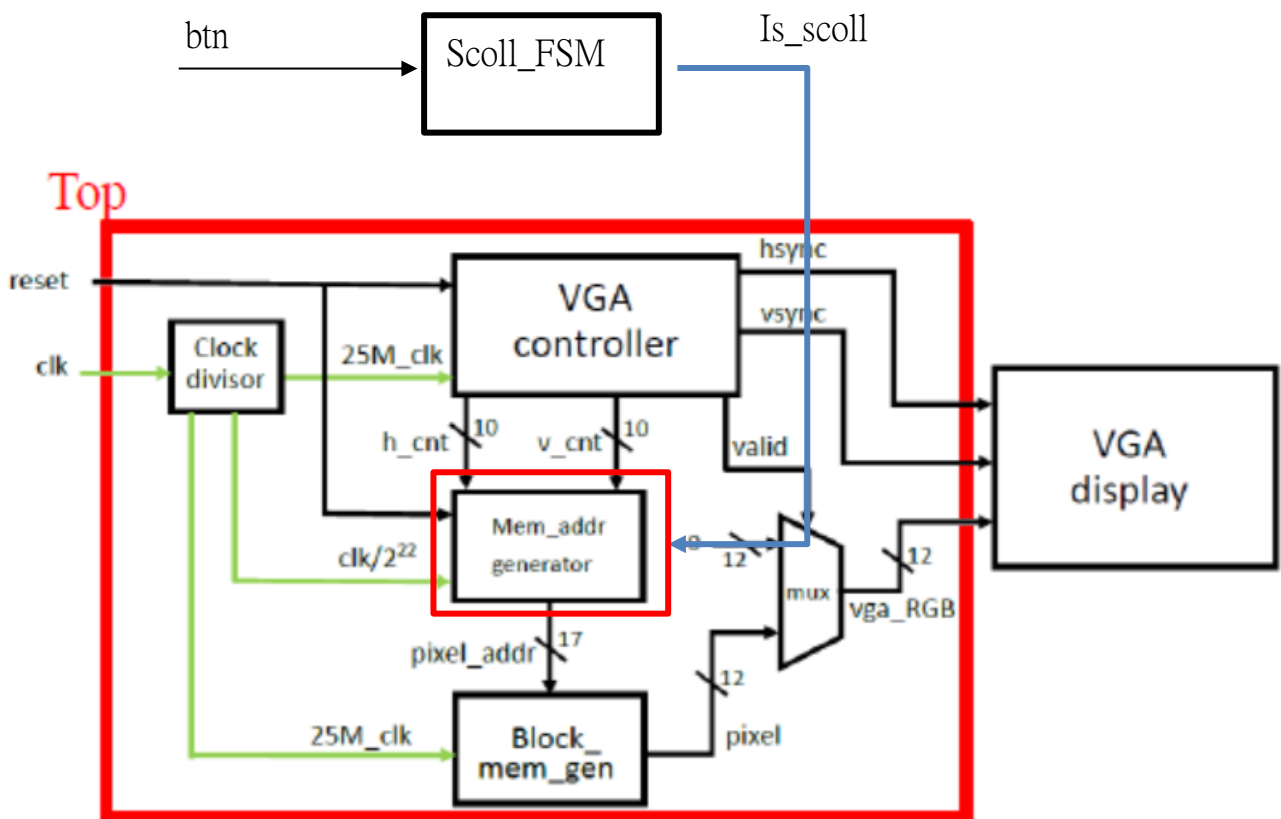 btn
Scoll_FSM
Is_scoll
Top
reset
clk
Clock
divisor
25M_clk
VGA
controller
hsync
vsync
h_cnt
10
v_cnt
10
valid
VGA
display
Mem_addr
generator
clk/2^22
12
mux
12
vga_RGB
pixel_addr
17
12
pixel
25M_clk
Block_
mem_gen